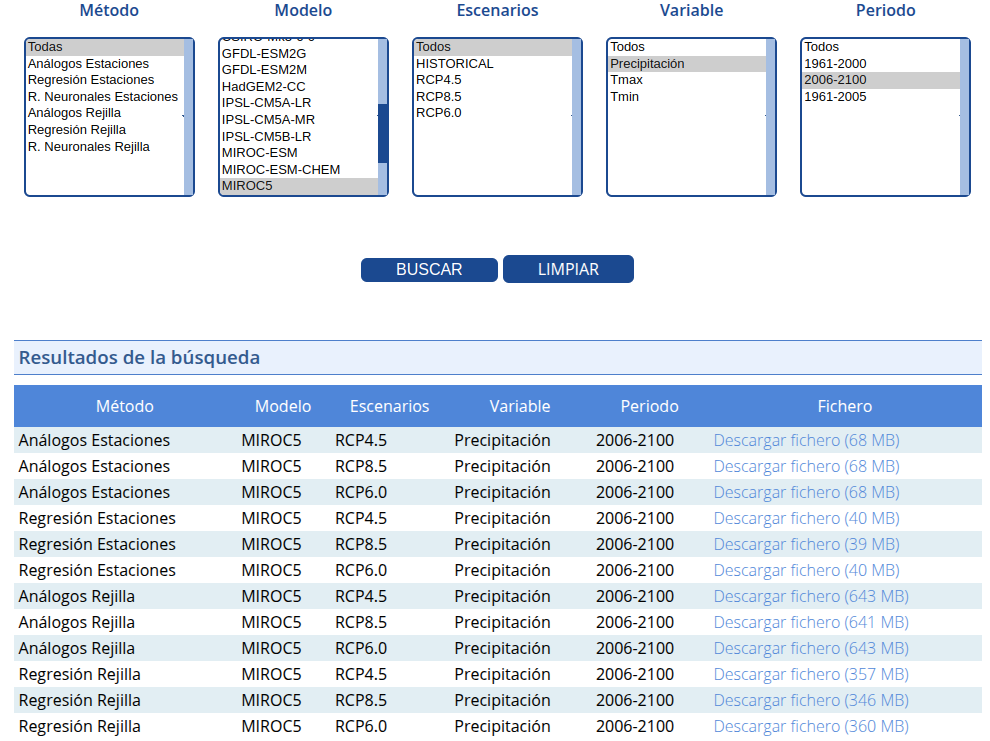 Método Modelo Escenarios Variable Periodo
Todas
Análogos Estaciones
Regresión Estaciones
R. Neuronales Estaciones
Análogos Rejilla
Regresión Rejilla
R. Neuronales Rejilla
GFDL-ESM2G
GFDL-ESM2M
HadGEM2-CC
IPSL-CM5A-LR
IPSL-CM5A-MR
IPSL-CM5B-LR
MIROC-ESM
MIROC-ESM-CHEM
MIROC5
Todos
HISTORICAL
RCP4.5
RCP8.5
RCP6.0
Todos
Precipitación
Tmax
Tmin
Todos
1961-2000
2006-2100
1961-2005
BUSCAR LIMPIAR
Resultados de la búsqueda
Método Modelo Escenarios Variable Periodo Fichero
Análogos Estaciones MIROC5 RCP4.5 Precipitación 2006-2100 Descargar fichero (68 MB)
Análogos Estaciones MIROC5 RCP8.5 Precipitación 2006-2100 Descargar fichero (68 MB)
Análogos Estaciones MIROC5 RCP6.0 Precipitación 2006-2100 Descargar fichero (68 MB)
Regresión Estaciones MIROC5 RCP4.5 Precipitación 2006-2100 Descargar fichero (40 MB)
Regresión Estaciones MIROC5 RCP8.5 Precipitación 2006-2100 Descargar fichero (39 MB)
Regresión Estaciones MIROC5 RCP6.0 Precipitación 2006-2100 Descargar fichero (40 MB)
Análogos Rejilla MIROC5 RCP4.5 Precipitación 2006-2100 Descargar fichero (643 MB)
Análogos Rejilla MIROC5 RCP8.5 Precipitación 2006-2100 Descargar fichero (641 MB)
Análogos Rejilla MIROC5 RCP6.0 Precipitación 2006-2100 Descargar fichero (643 MB)
Regresión Rejilla MIROC5 RCP4.5 Precipitación 2006-2100 Descargar fichero (357 MB)
Regresión Rejilla MIROC5 RCP8.5 Precipitación 2006-2100 Descargar fichero (346 MB)
Regresión Rejilla MIROC5 RCP6.0 Precipitación 2006-2100 Descargar fichero (360 MB)